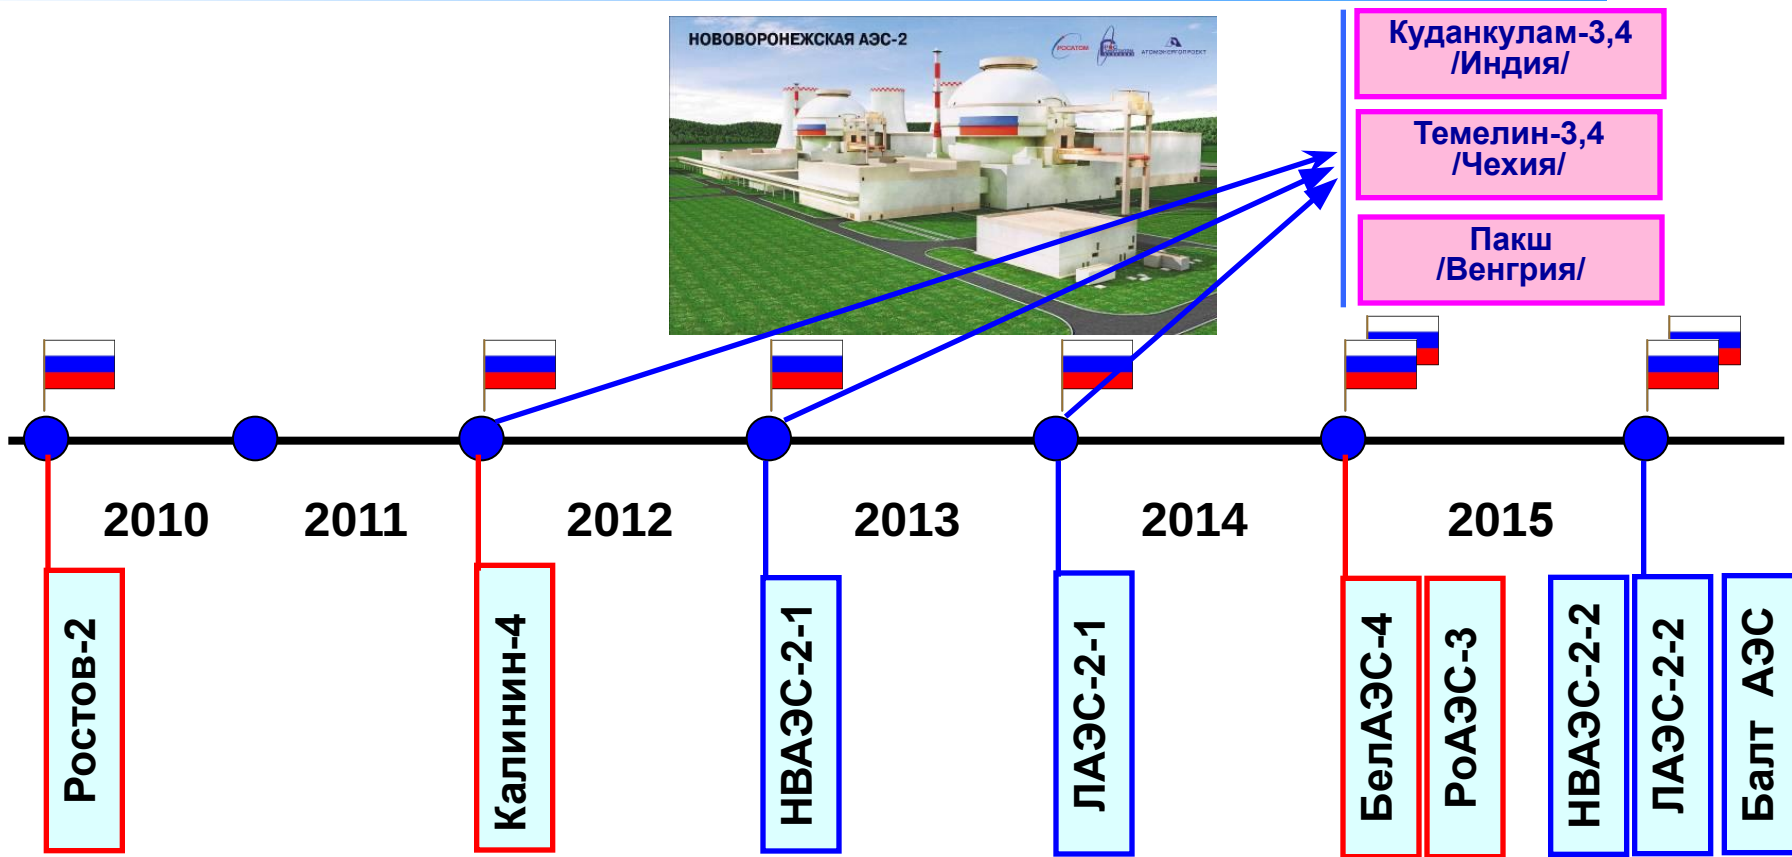 НОВОВОРОНЕЖСКАЯ АЭС-2
РОСАТОМ
АТОМЭНЕРГОПРОЕКТ
Куданкулам-3,4
/Индия/
Темелин-3,4
/Чехия/
Пакш
/Венгрия/
2010
2011
2012
2013
2014
2015
Ростов-2
Калинин-4
НВАЭС-2-1
ЛАЭС-2-1
БелАЭС-4
РоАЭС-3
НВАЭС-2-2
ЛАЭС-2-2
Балт АЭС